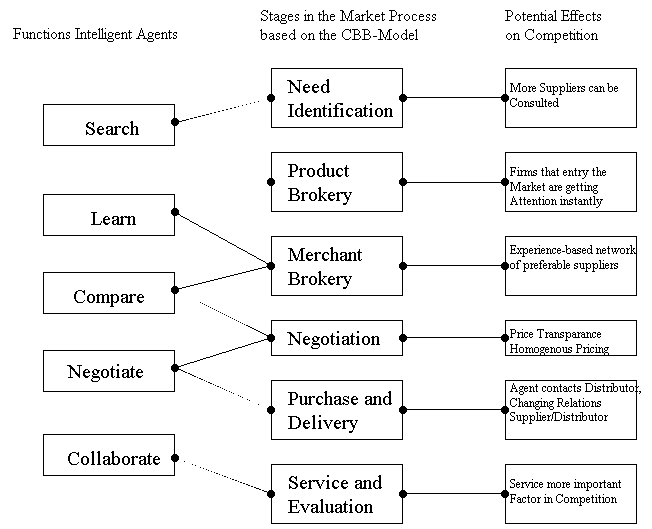 Functions Intelligent Agents
Stages in the Market Process
based on the CBB-Model
Potential Effects
on Competition
Search
Learn
Compare
Negotiate
Collaborate
Need
Identification
Product
Brokery
Merchant
Brokery
Negotiation
Purchase and
Delivery
Service and
Evaluation
More Suppliers can be
Consulted
Firms that entry the
Market are getting
Attention instantly
Experience-based network
of preferable suppliers
Price Transparance
Homogenous Pricing
Agent contacts Distributor,
Changing Relations
Supplier/Distributor
Service more important
Factor in Competition